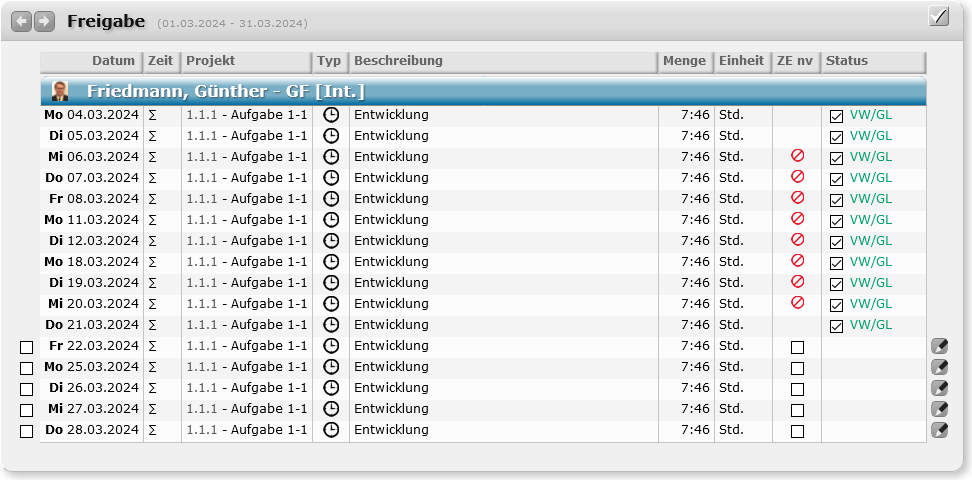 Freigabe (01.03.2024 - 31.03.2024)
Datum Zeit Projekt Typ Beschreibung Menge Einheit ZE nv Status
Friedmann, Günther - GF [Int.]
Mo 04.03.2024 Σ 1.1.1 - Aufgabe 1-1 Entwicklung 7:46 Std. VW/GL
Di 05.03.2024 Σ 1.1.1 - Aufgabe 1-1 Entwicklung 7:46 Std. VW/GL
Mi 06.03.2024 Σ 1.1.1 - Aufgabe 1-1 Entwicklung 7:46 Std. VW/GL
Do 07.03.2024 Σ 1.1.1 - Aufgabe 1-1 Entwicklung 7:46 Std. VW/GL
Fr 08.03.2024 Σ 1.1.1 - Aufgabe 1-1 Entwicklung 7:46 Std. VW/GL
Mo 11.03.2024 Σ 1.1.1 - Aufgabe 1-1 Entwicklung 7:46 Std. VW/GL
Di 12.03.2024 Σ 1.1.1 - Aufgabe 1-1 Entwicklung 7:46 Std. VW/GL
Mo 18.03.2024 Σ 1.1.1 - Aufgabe 1-1 Entwicklung 7:46 Std. VW/GL
Di 19.03.2024 Σ 1.1.1 - Aufgabe 1-1 Entwicklung 7:46 Std. VW/GL
Mi 20.03.2024 Σ 1.1.1 - Aufgabe 1-1 Entwicklung 7:46 Std. VW/GL
Do 21.03.2024 Σ 1.1.1 - Aufgabe 1-1 Entwicklung 7:46 Std. VW/GL
Fr 22.03.2024 Σ 1.1.1 - Aufgabe 1-1 Entwicklung 7:46 Std.
Mo 25.03.2024 Σ 1.1.1 - Aufgabe 1-1 Entwicklung 7:46 Std.
Di 26.03.2024 Σ 1.1.1 - Aufgabe 1-1 Entwicklung 7:46 Std.
Mi 27.03.2024 Σ 1.1.1 - Aufgabe 1-1 Entwicklung 7:46 Std.
Do 28.03.2024 Σ 1.1.1 - Aufgabe 1-1 Entwicklung 7:46 Std.